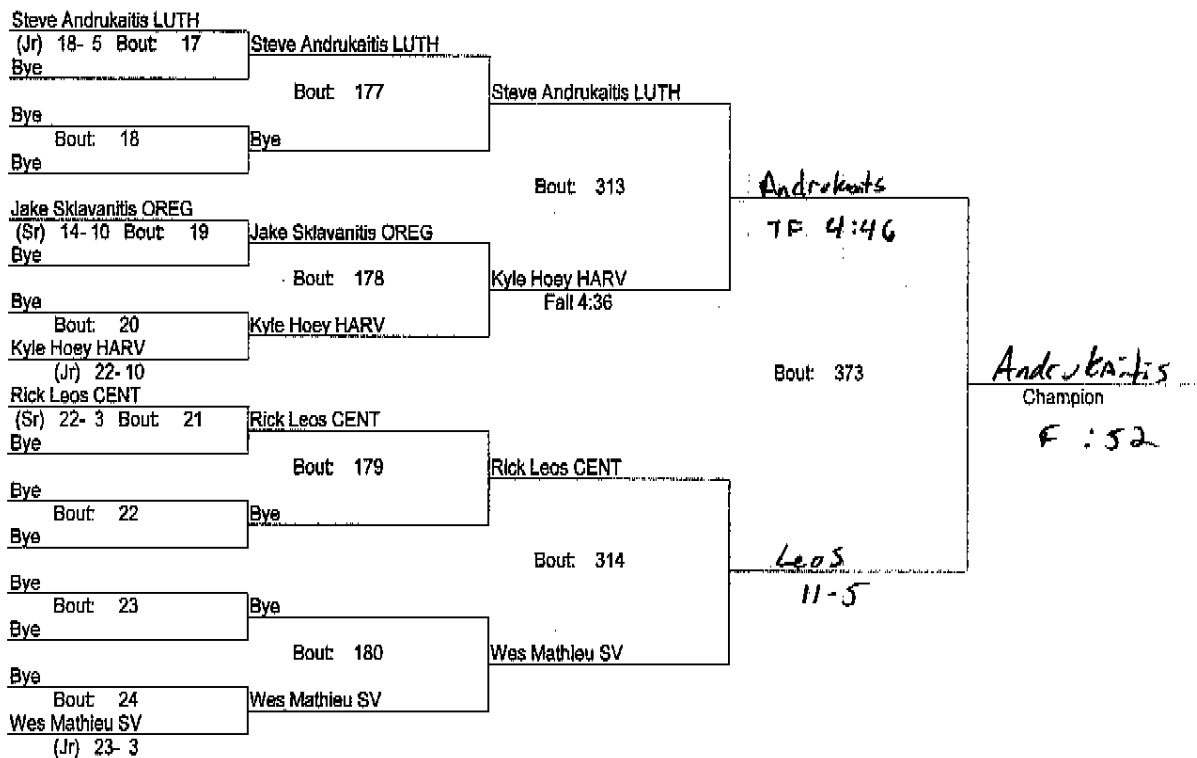 Steve Andrukaitis LUTH
(Jr) 18- 5 Bout: 17
Bye
Steve Andrukaitis LUTH
Bout: 177
Steve Andrukaitis LUTH
Bye
Bout: 18
Bye
Bye
Bout: 313
Andrukaits
TF 4:46
Jake Sklavanitis OREG
(Sr) 14- 10 Bout: 19
Bye
Jake Sklavanitis OREG
Bout: 178
Kyle Hoey HARV
Fall 4:36
Bye
Bout: 20
Kyle Hoey HARV
(Jr) 22- 10
Kyle Hoey HARV
Bout: 373
Andrukaitis
Champion
F :52
Rick Leos CENT
(Sr) 22- 3 Bout: 21
Bye
Rick Leos CENT
Bout: 179
Rick Leos CENT
Bye
Bout: 22
Bye
Bye
Bout: 314
Leos
11-5
Bye
Bout: 23
Bye
Bye
Bout: 180
Wes Mathieu SV
Bye
Bout: 24
Wes Mathieu SV
(Jr) 23- 3
Wes Mathieu SV